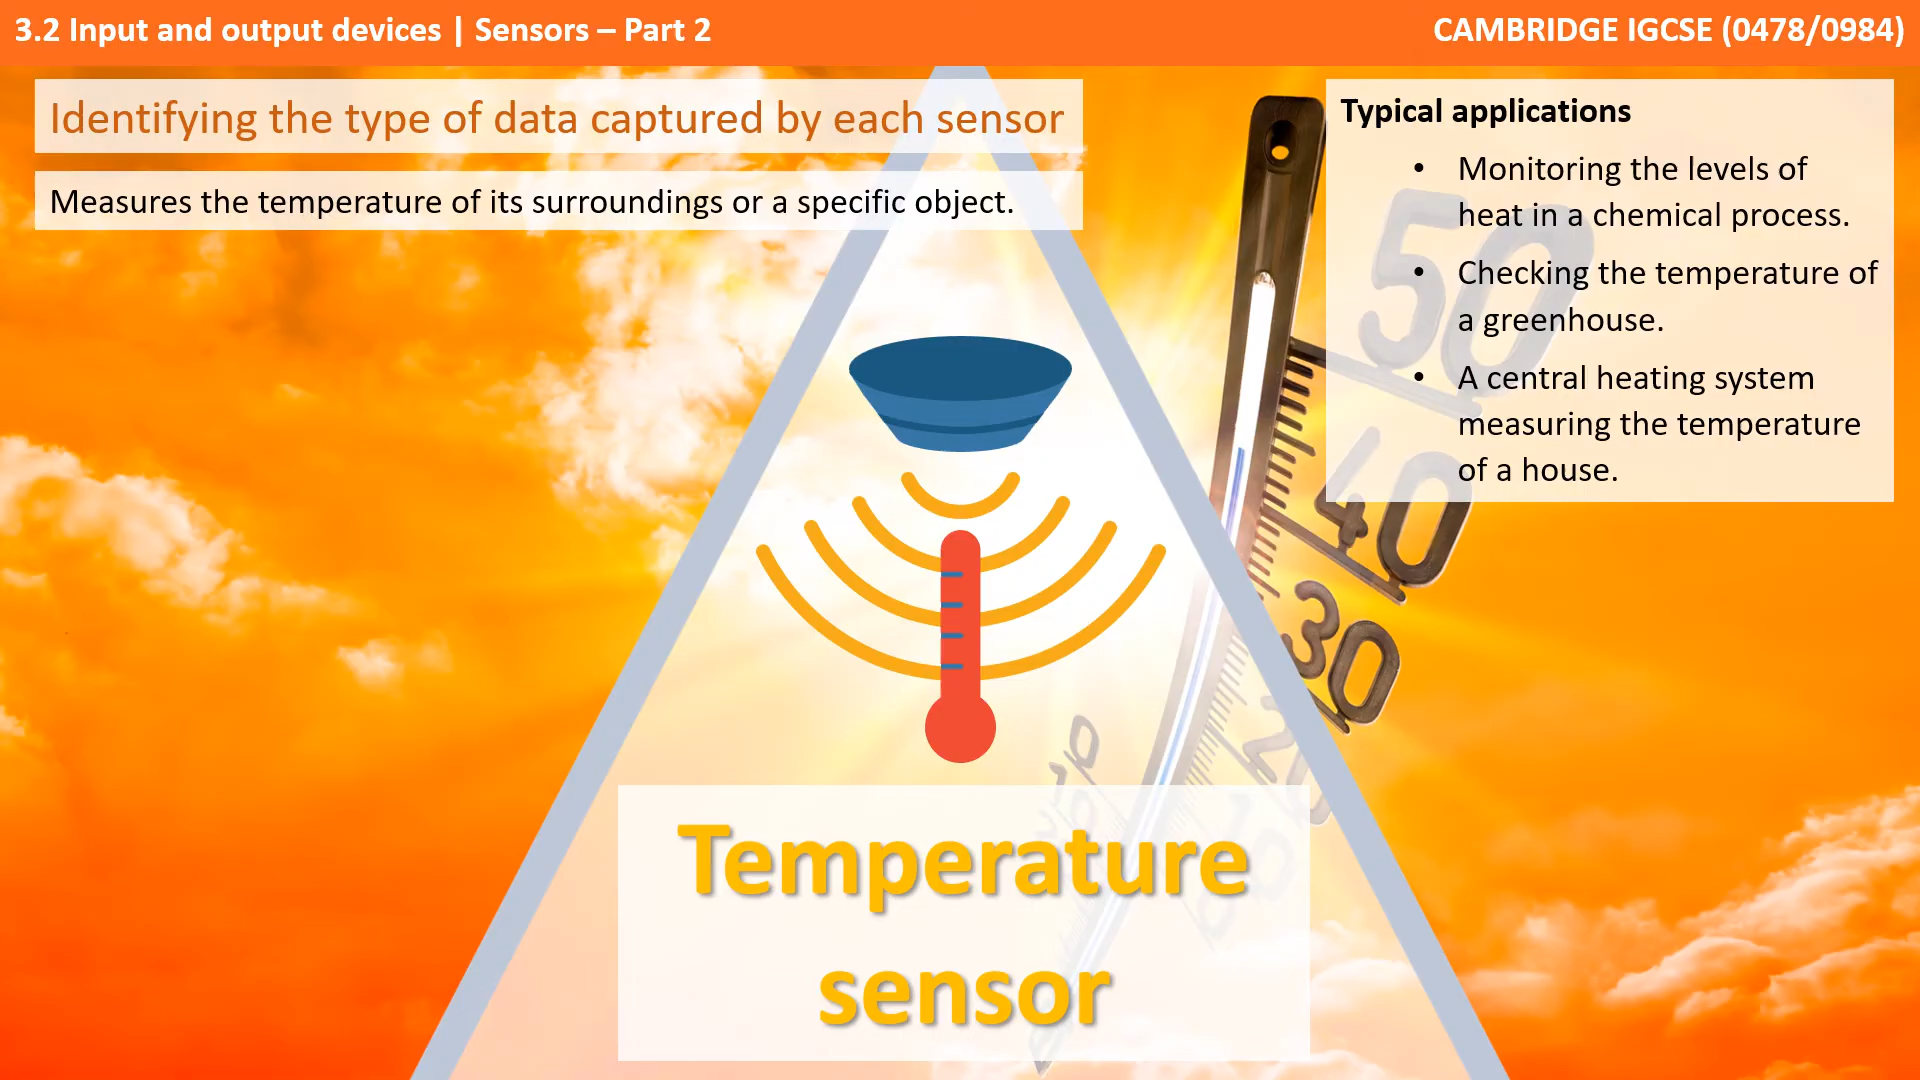 3.2 Input and output devices | Sensors – Part 2
CAMBRIDGE IGCSE (0478/0984)
Identifying the type of data captured by each sensor
Measures the temperature of its surroundings or a specific object.
Typical applications
• Monitoring the levels of
heat in a chemical process.
• Checking the temperature of
a greenhouse.
• A central heating system
measuring the temperature
of a house.
50
40
30
20
10
0
Temperature
sensor